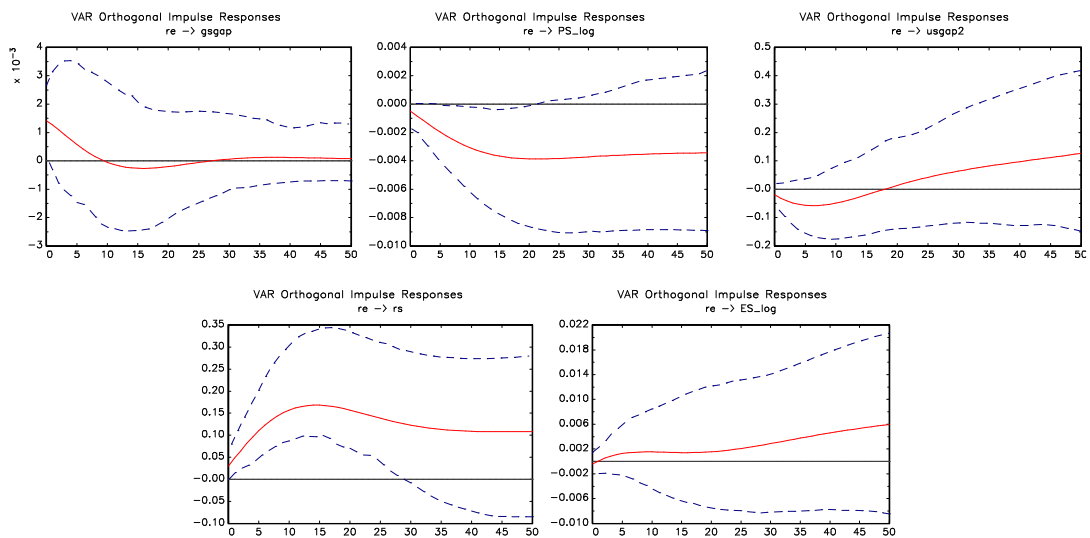 VAR Orthogonal Impulse Responses
re -> gsgap
x 10^-3
4
3
2
1
0
-1
-2
-3
0 5 10 15 20 25 30 35 40 45 50
VAR Orthogonal Impulse Responses
re -> PS_log
0.004
0.002
0.000
-0.002
-0.004
-0.006
-0.008
-0.010
0 5 10 15 20 25 30 35 40 45 50
VAR Orthogonal Impulse Responses
re -> usgap2
0.5
0.4
0.3
0.2
0.1
-0.0
-0.1
-0.2
0 5 10 15 20 25 30 35 40 45 50
VAR Orthogonal Impulse Responses
re -> rs
0.35
0.30
0.25
0.20
0.15
0.10
0.05
-0.00
-0.05
-0.10
0 5 10 15 20 25 30 35 40 45 50
VAR Orthogonal Impulse Responses
re -> ES_log
0.022
0.018
0.014
0.010
0.006
0.002
-0.002
-0.006
-0.010
0 5 10 15 20 25 30 35 40 45 50